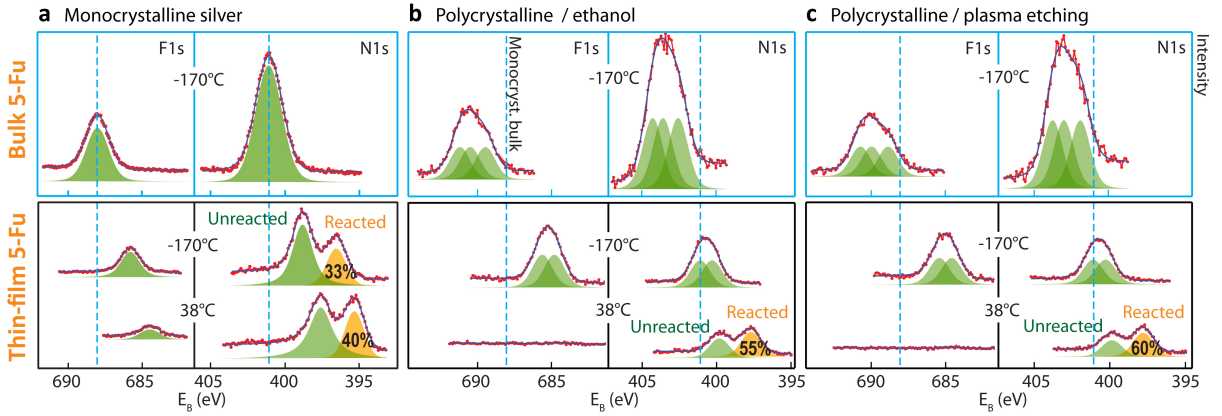 a Monocrystalline silver
b Polycrystalline / ethanol
c Polycrystalline / plasma etching
Bulk 5-Fu
F1s
N1s
-170°C
F1s
N1s
-170°C
Monocryst. bulk
F1s
N1s
-170°C
Intensity
Thin-film 5-Fu
Unreacted
Reacted
-170°C
33%
38°C
40%
-170°C
38°C
Unreacted
Reacted
55%
-170°C
38°C
Unreacted
Reacted
60%
690 685 405 400 395
690 685 405 400 395
690 685 405 400 395
E_B (eV)
E_B (eV)
E_B (eV)